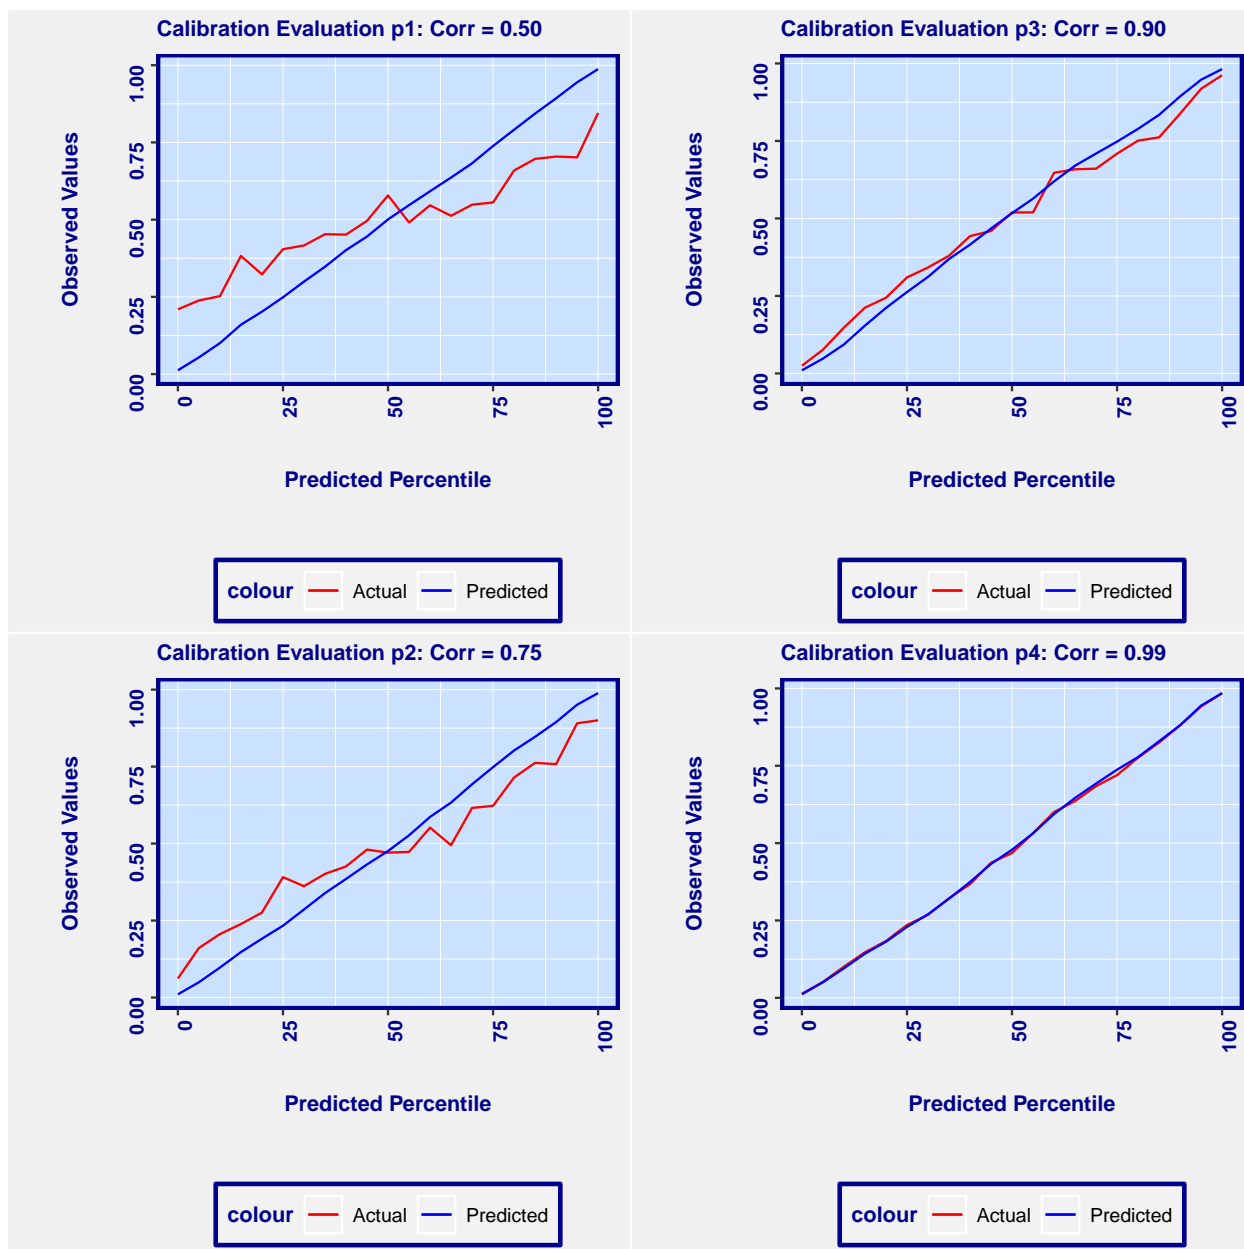 Calibration Evaluation p1: Corr = 0.50
Observed Values
1.00
0.75
0.50
0.25
0.00
0
25
50
75
100
Predicted Percentile
colour Actual Predicted
Calibration Evaluation p3: Corr = 0.90
Observed Values
1.00
0.75
0.50
0.25
0.00
0
25
50
75
100
Predicted Percentile
colour Actual Predicted
Calibration Evaluation p2: Corr = 0.75
Observed Values
1.00
0.75
0.50
0.25
0.00
0
25
50
75
100
Predicted Percentile
colour Actual Predicted
Calibration Evaluation p4: Corr = 0.99
Observed Values
1.00
0.75
0.50
0.25
0.00
0
25
50
75
100
Predicted Percentile
colour Actual Predicted